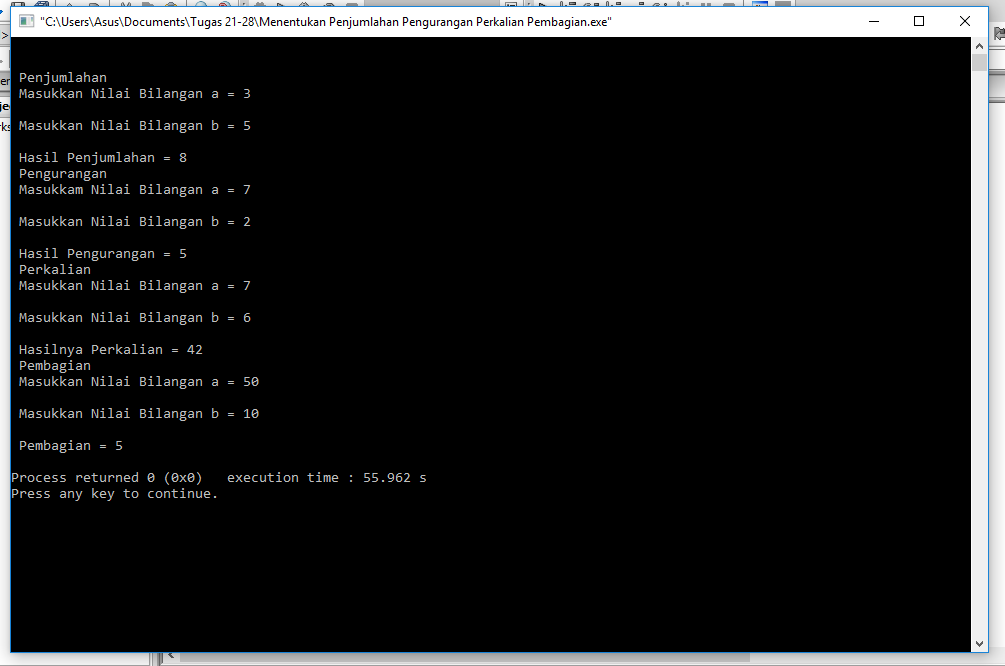 "C:\Users\Asus\Documents\Tugas 21-28\Menentukan Penjumlahan Pengurangan Perkalian Pembagian.exe"
Penjumlahan
Masukkan Nilai Bilangan a = 3
Masukkan Nilai Bilangan b = 5
Hasil Penjumlahan = 8
Pengurangan
Masukkam Nilai Bilangan a = 7
Masukkan Nilai Bilangan b = 2
Hasil Pengurangan = 5
Perkalian
Masukkan Nilai Bilangan a = 7
Masukkan Nilai Bilangan b = 6
Hasilnya Perkalian = 42
Pembagian
Masukkan Nilai Bilangan a = 50
Masukkan Nilai Bilangan b = 10
Pembagian = 5
Process returned 0 (0x0)   execution time : 55.962 s
Press any key to continue.